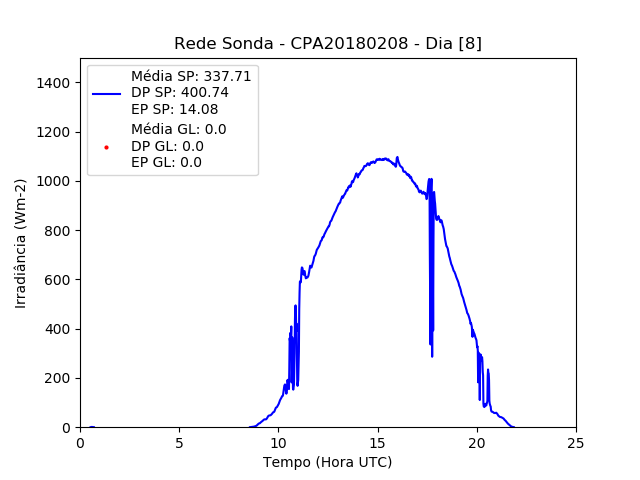 Rede Sonda - CPA20180208 - Dia [8]
Média SP: 337.71
DP SP: 400.74
EP SP: 14.08
Média GL: 0.0
DP GL: 0.0
EP GL: 0.0
Irradiância (Wm-2)
1400
1200
1000
800
600
400
200
0
0 5 10 15 20 25
Tempo (Hora UTC)